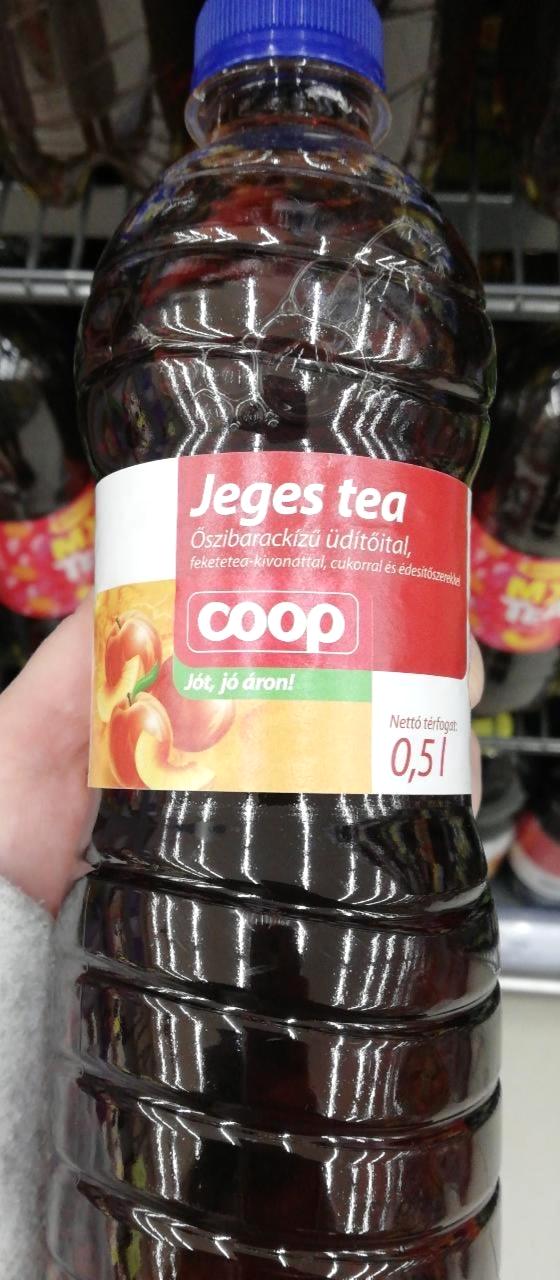 Jeges tea
Őszibarackízű üdítőital,
feketetea-kivonattal, cukorral és édesítőszerekkel
coop
Jót, jó áron!
Nettó térfogat:
0,5 l